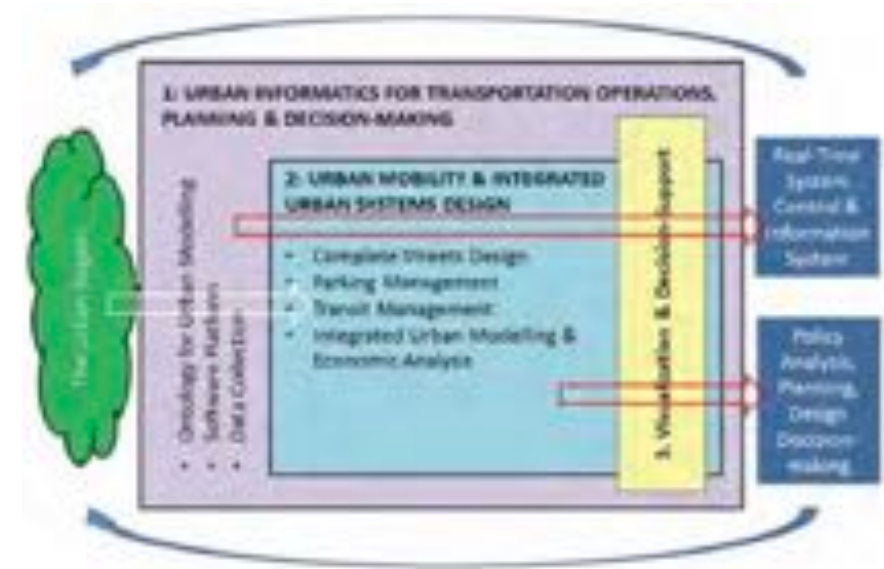 1: URBAN INFORMATICS FOR TRANSPORTATION OPERATIONS,
PLANNING & DECISION-MAKING
The Urban Region
• Ontology for Urban Modelling
• Software Platform
• Data Collection
2: URBAN MOBILITY & INTEGRATED
URBAN SYSTEMS DESIGN
• Complete Streets Design
• Parking Management
• Transit Management
• Integrated Urban Modelling &
Economic Analysis
3. Visualization & Decision-Support
Real-Time
System
Control &
Information
System
Policy
Analysis,
Planning,
Design
Decision-
making